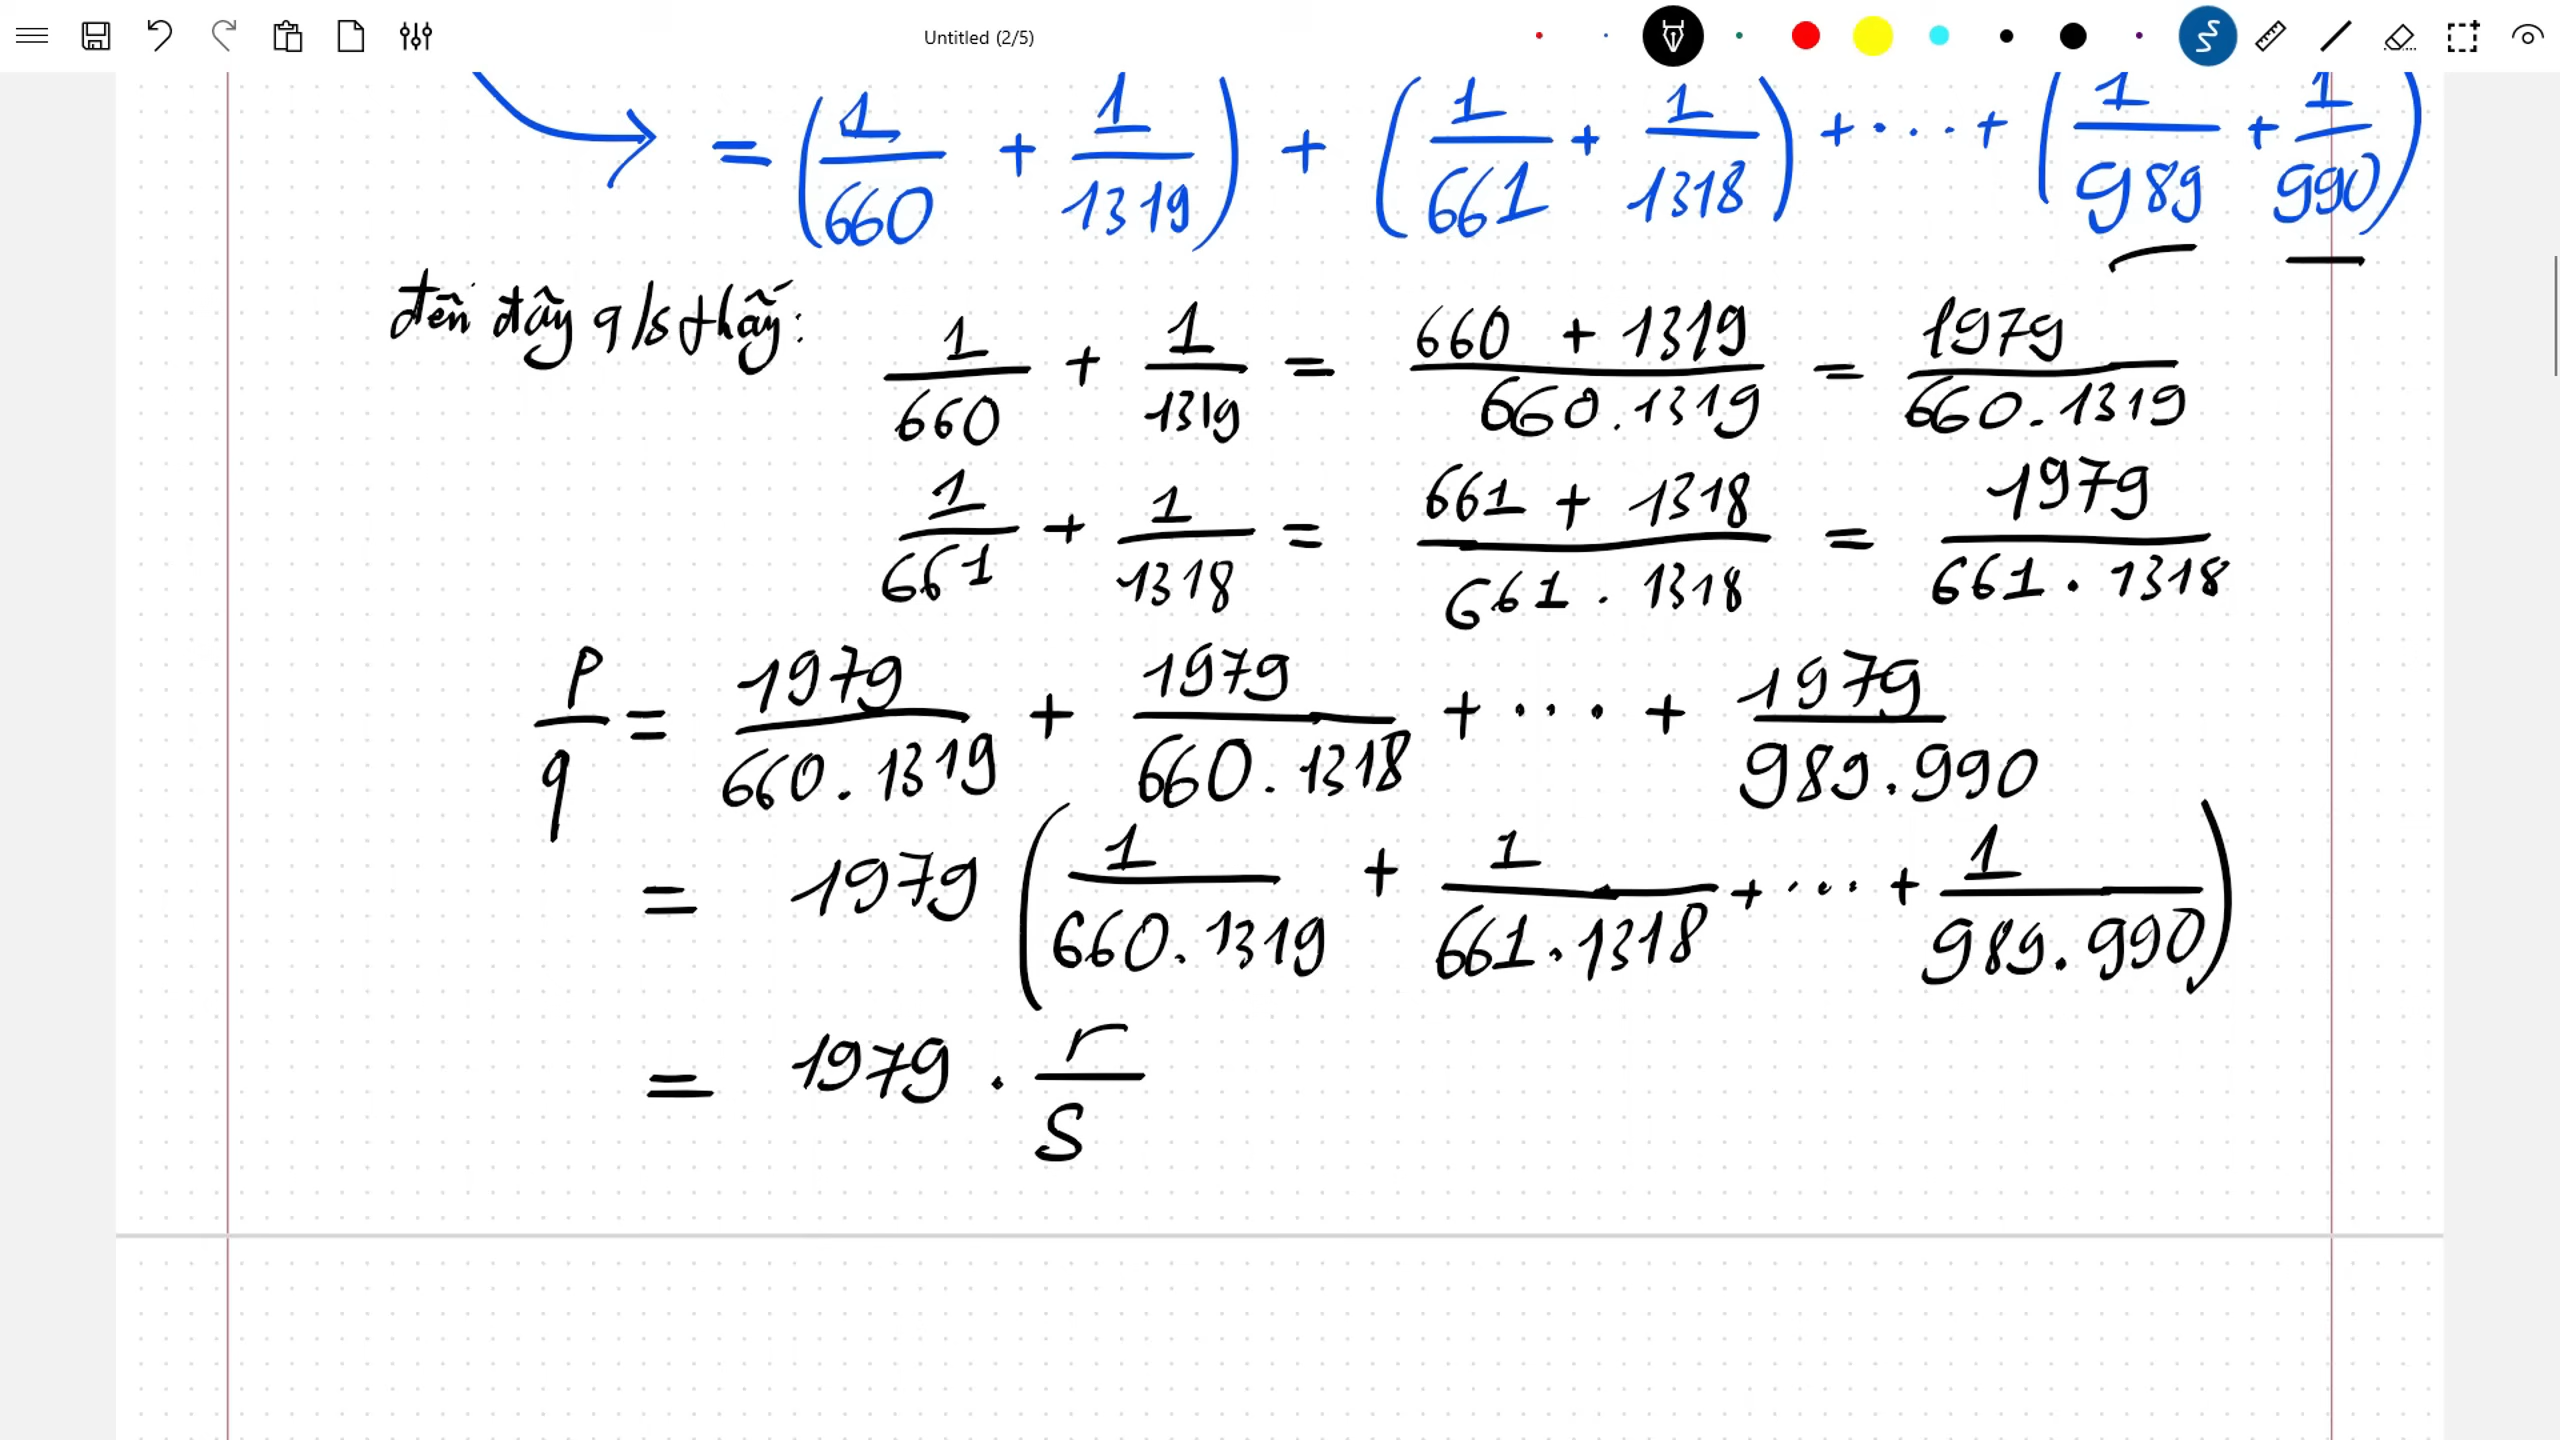 Untitled (2/5)
= (1/660 + 1/1319) + (1/661 + 1/1318) + ... + (1/989 + 1/990)
đến đây q/s thấy: 1/660 + 1/1319 = (660 + 1319)/(660.1319) = 1979/(660.1319)
1/661 + 1/1318 = (661 + 1318)/(661.1318) = 1979/(661.1318)
p/q = 1979/(660.1319) + 1979/(660.1318) + ... + 1979/(989.990)
= 1979 (1/(660.1319) + 1/(661.1318) + ... + 1/(989.990))
= 1979 . r/s